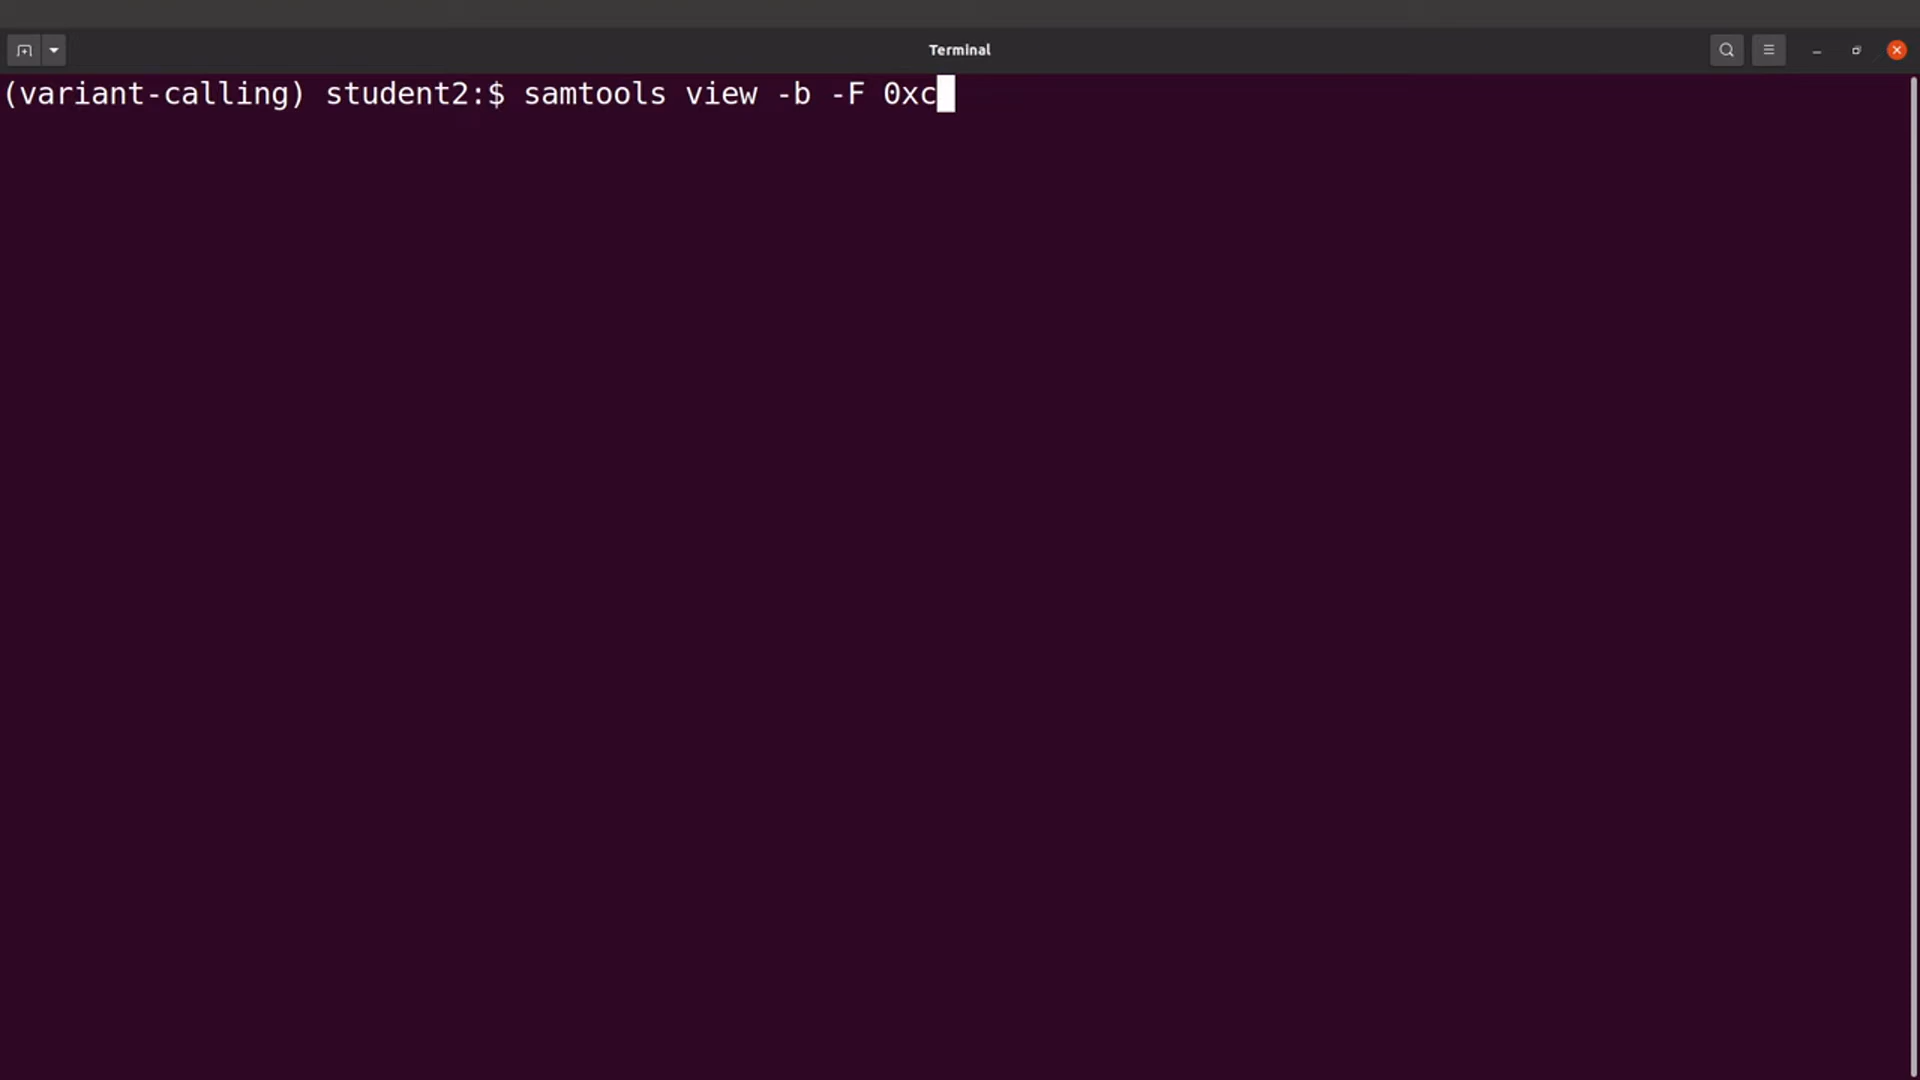 Terminal
(variant-calling) student2:$ samtools view -b -F 0xc